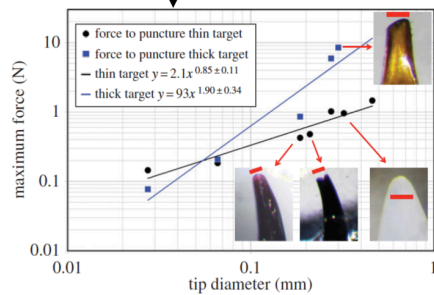 maximum force (N)
10
1
0.1
0.01
force to puncture thin target
force to puncture thick target
thin target y = 2.1x^0.85 ± 0.11
thick target y = 93x^1.90 ± 0.34
0.01
0.1
1
tip diameter (mm)